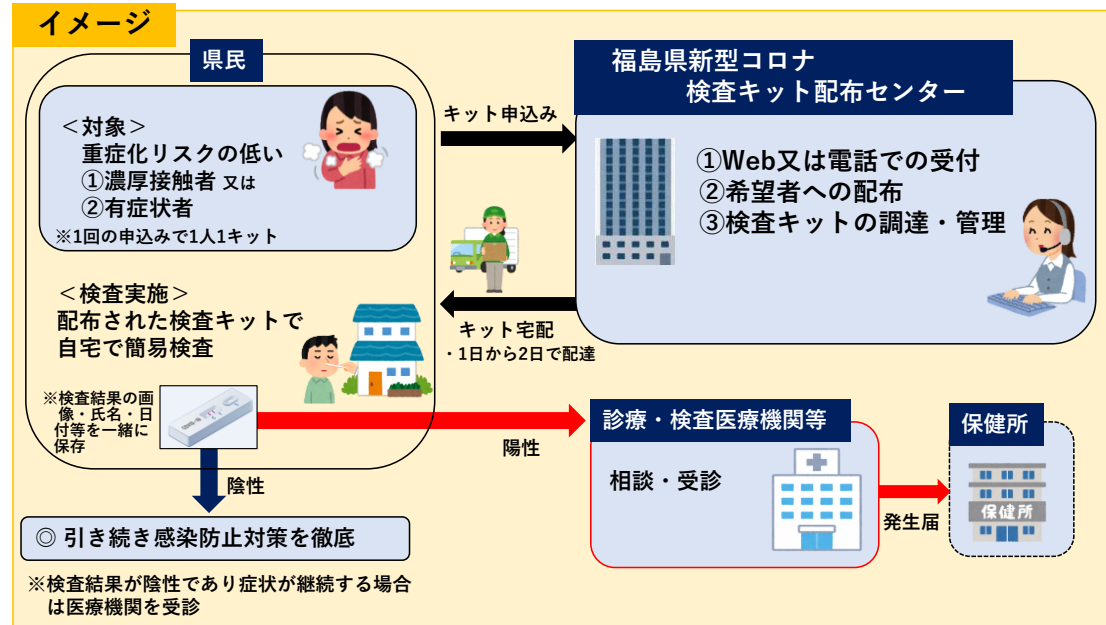 イメージ
県民
＜対象＞
重症化リスクの低い
①濃厚接触者 又は
②有症状者
※1回の申込みで1人1キット
＜検査実施＞
配布された検査キットで
自宅で簡易検査
※検査結果の画
像・氏名・日
付等を一緒に
保存
キット申込み
福島県新型コロナ
検査キット配布センター
①Web又は電話での受付
②希望者への配布
③検査キットの調達・管理
キット宅配
・1日から2日で配達
陽性
診療・検査医療機関等
相談・受診
発生届
保健所
保健所
陰性
◎ 引き続き感染防止対策を徹底
※検査結果が陰性であり症状が継続する場合
は医療機関を受診